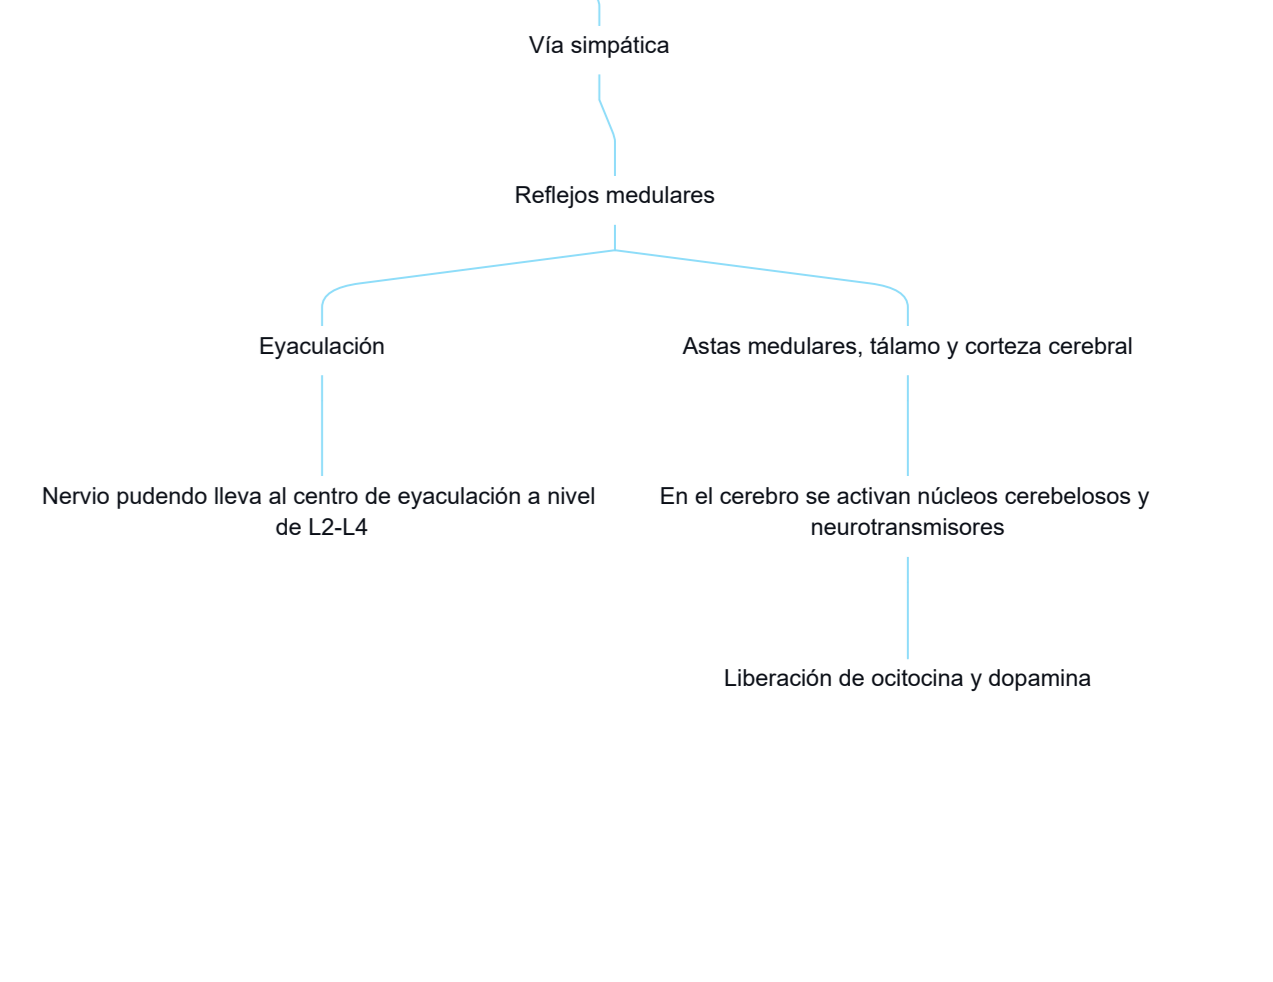 Vía simpática
Reflejos medulares
Eyaculación
Astas medulares, tálamo y corteza cerebral
Nervio pudendo lleva al centro de eyaculación a nivel
de L2-L4
En el cerebro se activan núcleos cerebelosos y
neurotransmisores
Liberación de ocitocina y dopamina